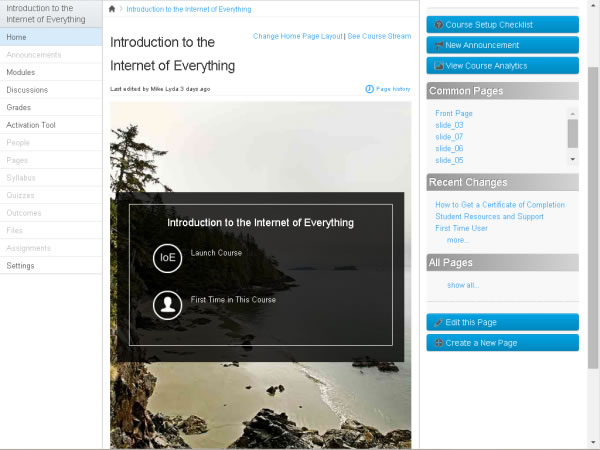 Introduction to the
Internet of Everything
Home
Announcements
Modules
Discussions
Grades
Activation Tool
People
Pages
Syllabus
Quizzes
Outcomes
Files
Assignments
Settings
Introduction to the Internet of Everything
Introduction to the
Internet of Everything
Change Home Page Layout | See Course Stream
Last edited by Mike Lyda 3 days ago
Page history
Introduction to the Internet of Everything
IoE
Launch Course
First Time in This Course
Course Setup Checklist
New Announcement
View Course Analytics
Common Pages
Front Page
slide_03
slide_07
slide_06
slide_05
Recent Changes
How to Get a Certificate of Completion
Student Resources and Support
First Time User
more...
All Pages
show all...
Edit this Page
Create a New Page